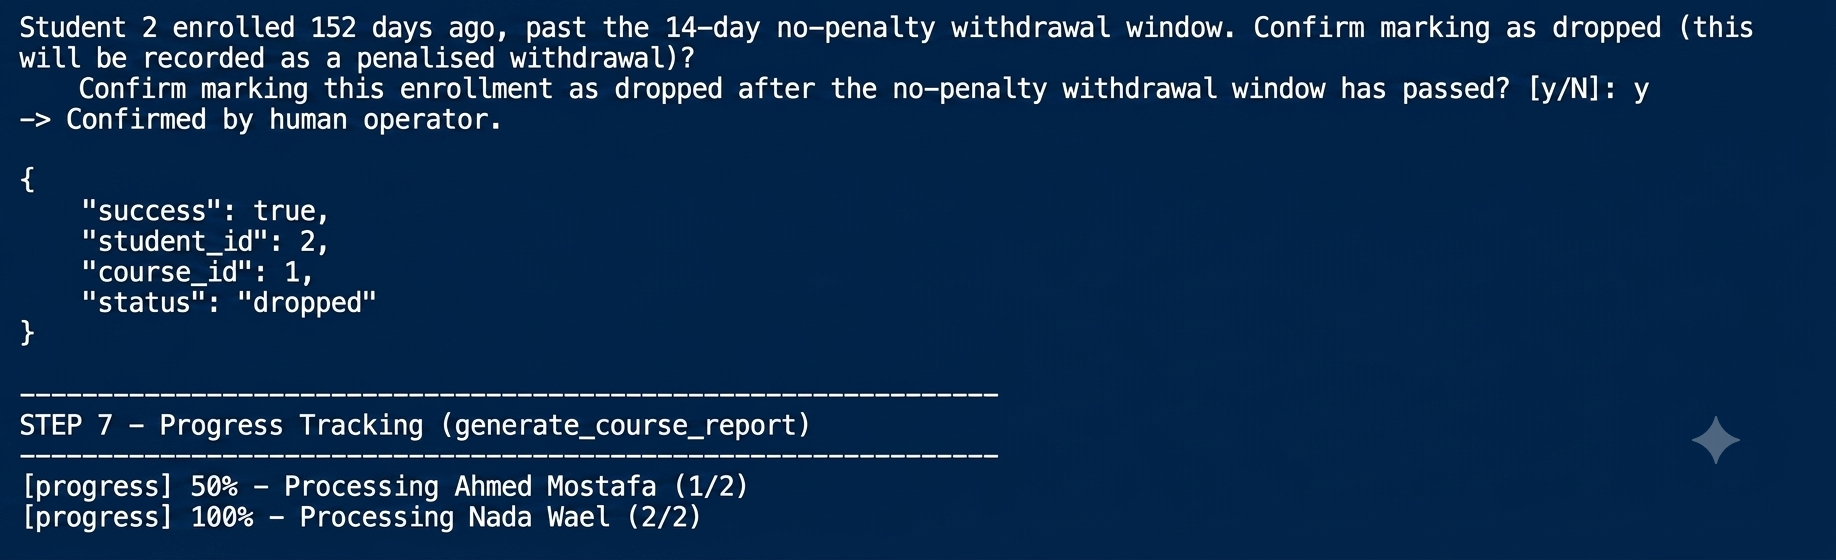 Student 2 enrolled 152 days ago, past the 14-day no-penalty withdrawal window. Confirm marking as dropped (this
will be recorded as a penalised withdrawal)?
    Confirm marking this enrollment as dropped after the no-penalty withdrawal window has passed? [y/N]: y
-> Confirmed by human operator.

{
    "success": true,
    "student_id": 2,
    "course_id": 1,
    "status": "dropped"
}

---------------------------------------------------------------
STEP 7 - Progress Tracking (generate_course_report)
---------------------------------------------------------------
[progress] 50% - Processing Ahmed Mostafa (1/2)
[progress] 100% - Processing Nada Wael (2/2)